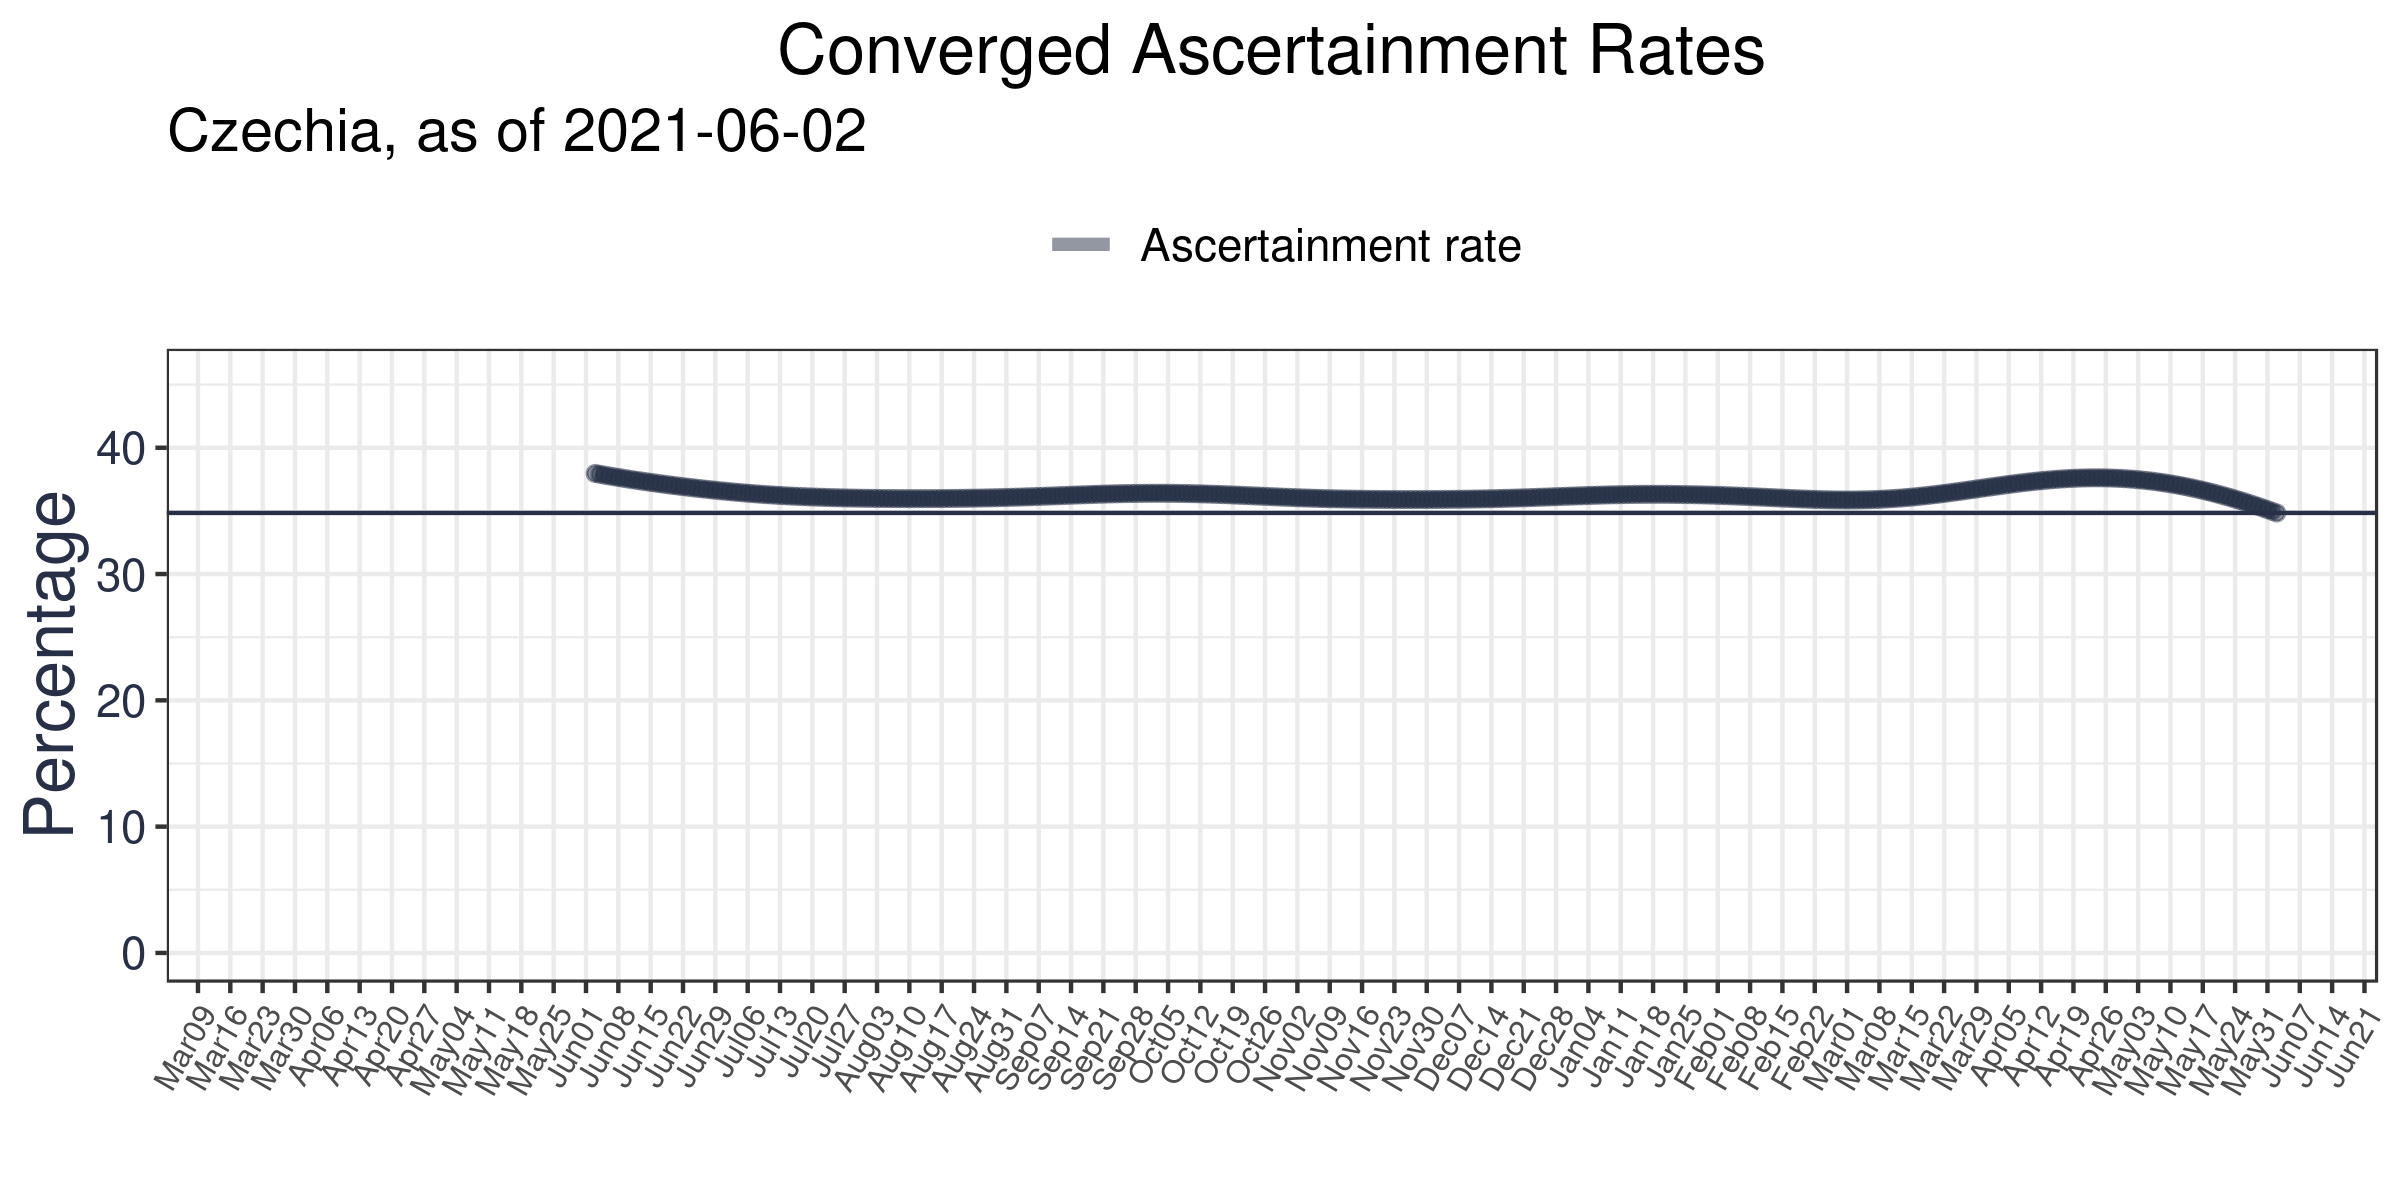 Converged Ascertainment Rates
Czechia, as of 2021-06-02
Ascertainment rate
Percentage
40
30
20
10
0
Mar09 Mar16 Mar23 Mar30 Apr06 Apr13 Apr20 Apr27 May04 May11 May18 May25 Jun01 Jun08 Jun15 Jun22 Jun29 Jul06 Jul13 Jul20 Jul27 Aug03 Aug10 Aug17 Aug24 Aug31 Sep07 Sep14 Sep21 Sep28 Oct05 Oct12 Oct19 Oct26 Nov02 Nov09 Nov16 Nov23 Nov30 Dec07 Dec14 Dec21 Dec28 Jan04 Jan11 Jan18 Jan25 Feb01 Feb08 Feb15 Feb22 Mar01 Mar08 Mar15 Mar22 Mar29 Apr05 Apr12 Apr19 Apr26 May03 May10 May17 May24 May31 Jun07 Jun14 Jun21